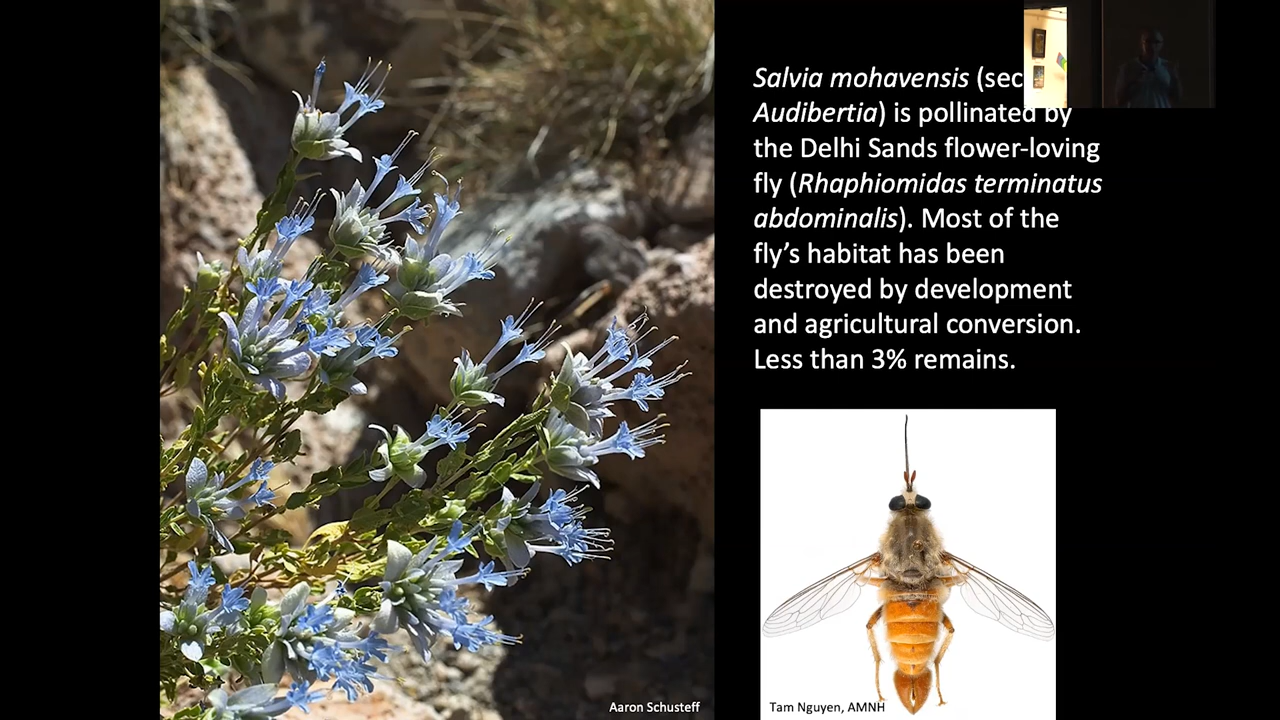 Salvia mohavensis (sec
Audibertia) is pollinated by
the Delhi Sands flower-loving
fly (Rhaphiomidas terminatus
abdominalis). Most of the
fly's habitat has been
destroyed by development
and agricultural conversion.
Less than 3% remains.
Aaron Schusteff
Tam Nguyen, AMNH